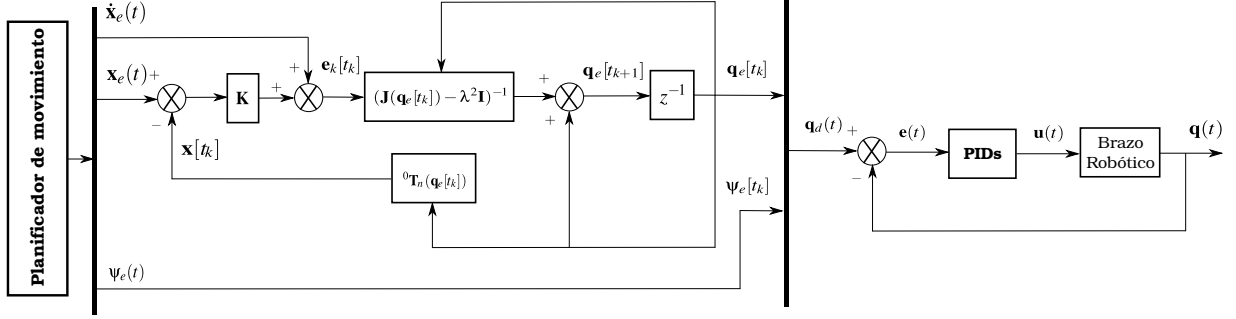 Planificador de movimiento
ẋₑ(t)
xₑ(t)
+
−
x[tₖ]
K
+
+
eₖ[tₖ]
(J(qₑ[tₖ]) − λ²I)⁻¹
⁰Tₙ(qₑ[tₖ])
+
+
qₑ[tₖ₊₁]
z⁻¹
qₑ[tₖ]
ψₑ[tₖ]
ψₑ(t)
q_d(t)
+
−
e(t)
PIDs
u(t)
Brazo
Robótico
q(t)